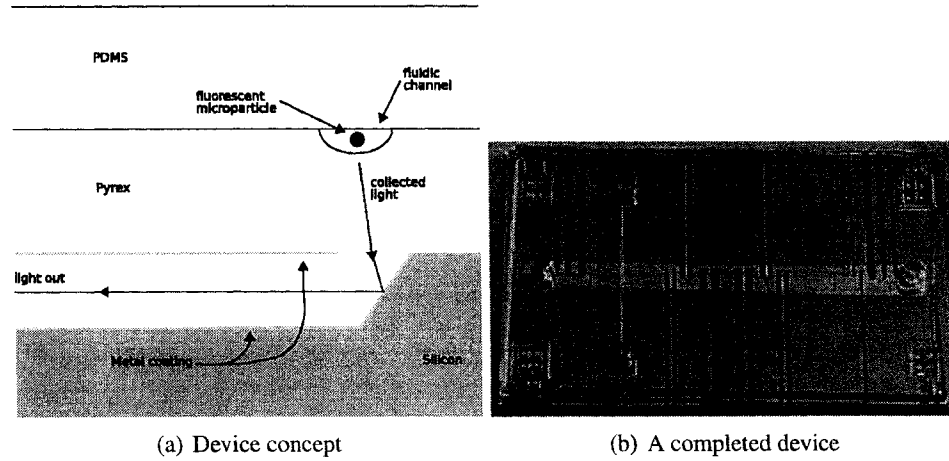 PDMS
fluidic
channel
fluorescent
microparticle
Pyrex
collected
light
light out
Metal coating
Silicon
(a) Device concept
(b) A completed device